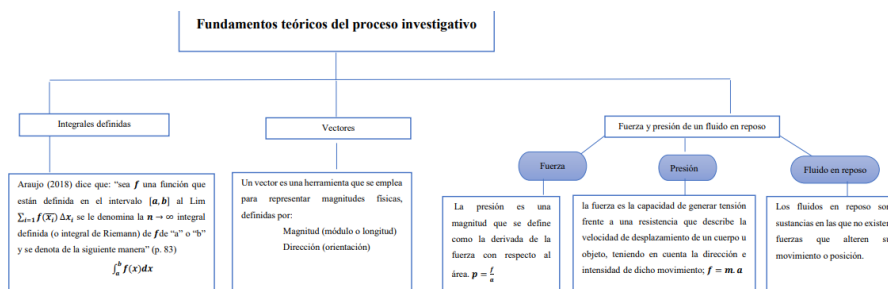 Fundamentos teóricos del proceso investigativo
Integrales definidas
Vectores
Fuerza y presión de un fluido en reposo
Fuerza
Presión
Fluido en reposo
Araujo (2018) dice que: “sea f una función que
están definida en el intervalo [a, b] al Lim
∑ᵢ₌₁ f(x̅ᵢ) Δxᵢ se le denomina la n → ∞ integral
definida (o integral de Riemann) de f de “a” o “b”
y se denota de la siguiente manera” (p. 83)
∫ₐᵇ f(x)dx
Un vector es una herramienta que se emplea
para representar magnitudes físicas,
definidas por:
Magnitud (módulo o longitud)
Dirección (orientación)
La presión es una
magnitud que se define
como la derivada de la
fuerza con respecto al
área. p = f/a
la fuerza es la capacidad de generar tensión
frente a una resistencia que describe la
velocidad de desplazamiento de un cuerpo u
objeto, teniendo en cuenta la dirección e
intensidad de dicho movimiento; f = m. a
Los fluidos en reposo son
sustancias en las que no existen
fuerzas que alteren su
movimiento o posición.